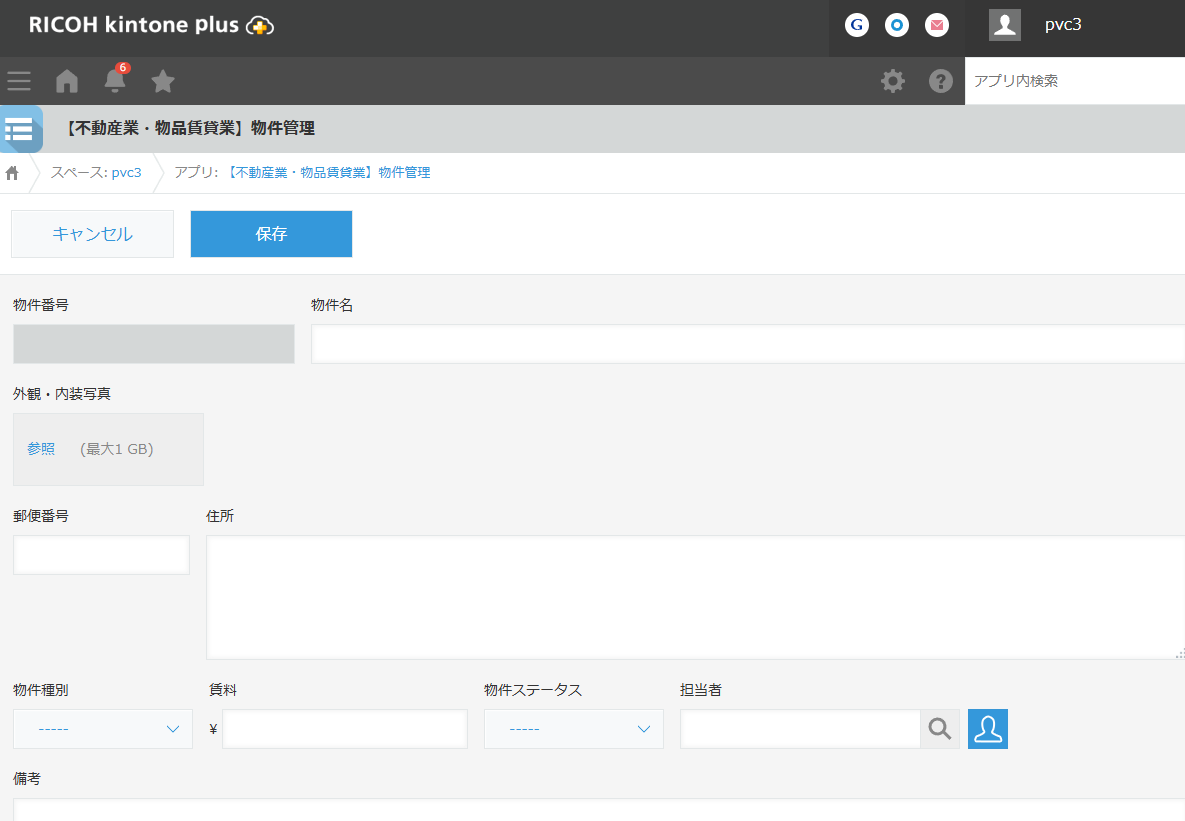 RICOH kintone plus
G
pvc3
6
?
アプリ内検索
【不動産業・物品賃貸業】物件管理
スペース: pvc3
アプリ: 【不動産業・物品賃貸業】物件管理
キャンセル
保存
物件番号
物件名
外観・内装写真
参照 (最大1 GB)
郵便番号
住所
物件種別
賃料
物件ステータス
担当者
-----
¥
-----
備考